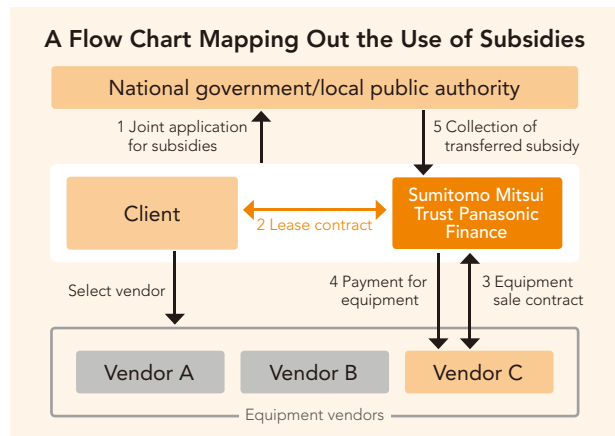 A Flow Chart Mapping Out the Use of Subsidies
National government/local public authority
1 Joint application
for subsidies
5 Collection of
transferred subsidy
Client
2 Lease contract
Sumitomo Mitsui
Trust Panasonic
Finance
Select vendor
4 Payment for
equipment
3 Equipment
sale contract
Vendor A
Vendor B
Vendor C
Equipment vendors